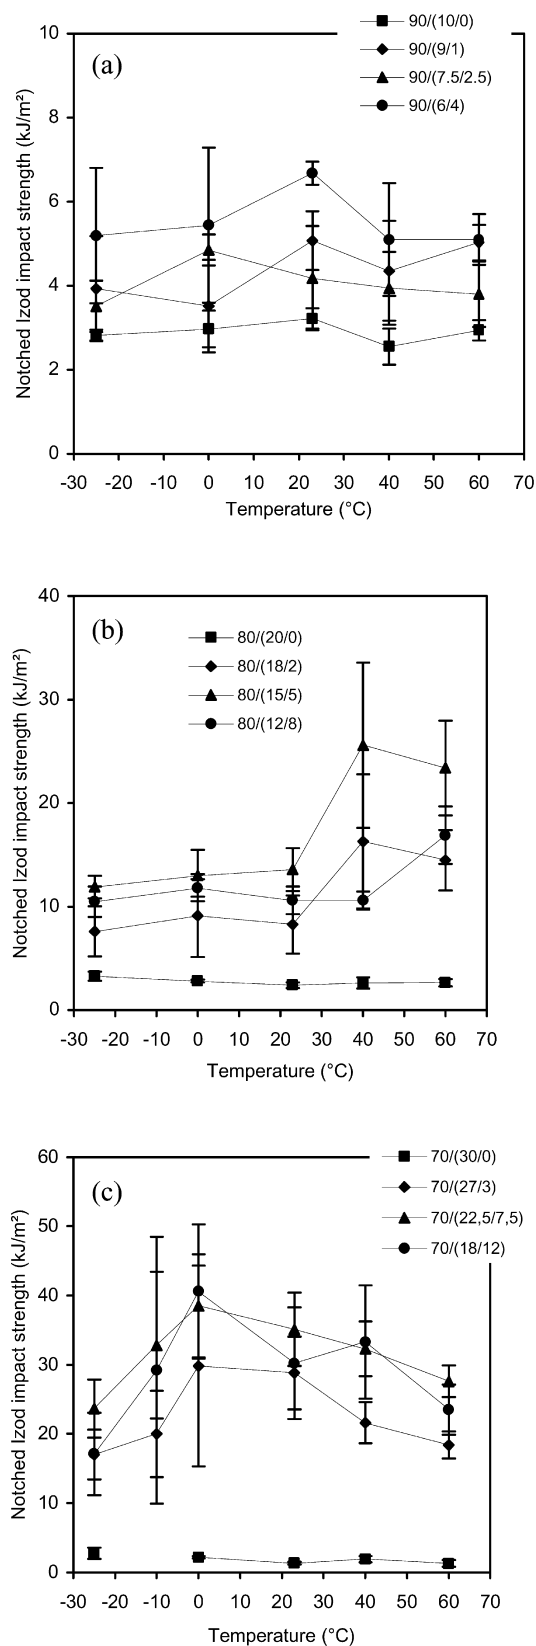 90/(10/0)
90/(9/1)
90/(7.5/2.5)
90/(6/4)
(a)
10
8
6
4
2
0
Notched Izod impact strength (kJ/m²)
-30 -20 -10 0 10 20 30 40 50 60 70
Temperature (°C)
(b)
80/(20/0)
80/(18/2)
80/(15/5)
80/(12/8)
40
30
20
10
0
Notched Izod impact strength (kJ/m²)
-30 -20 -10 0 10 20 30 40 50 60 70
Temperature (°C)
70/(30/0)
70/(27/3)
70/(22,5/7,5)
70/(18/12)
(c)
60
50
40
30
20
10
0
Notched Izod impact strength (kJ/m²)
-30 -20 -10 0 10 20 30 40 50 60 70
Temperature (°C)